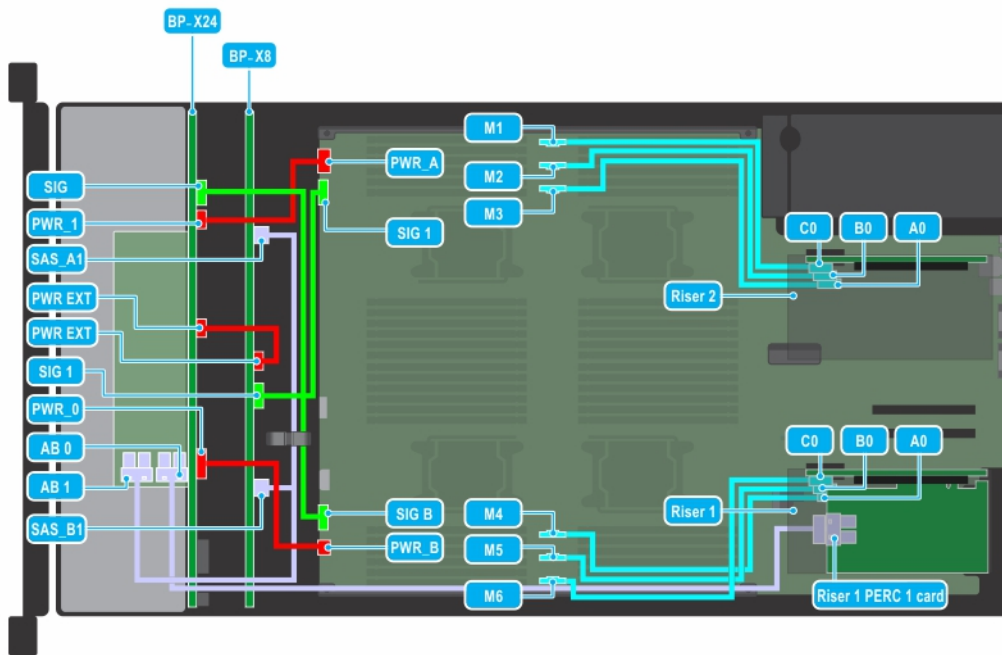 BP-X24
BP-X8
M1
PWR_A
M2
SIG
M3
PWR_1
SIG 1
C0 B0 A0
SAS_A1
PWR EXT
Riser 2
PWR EXT
SIG 1
PWR_0
AB 0
C0 B0 A0
AB 1
SIG B
M4
Riser 1
SAS_B1
PWR_B
M5
M6
Riser 1 PERC 1 card